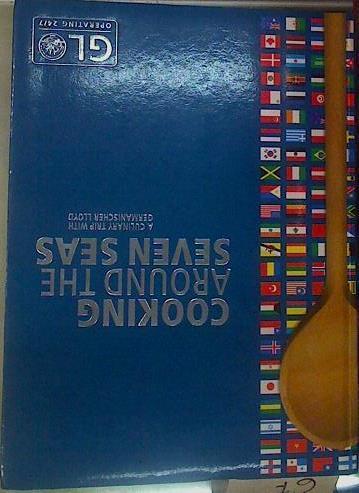 COOKING
AROUND THE
SEVEN SEAS
A CULINARY TRIP WITH
GERMANISCHER LLOYD
GL
OPERATING 24/7